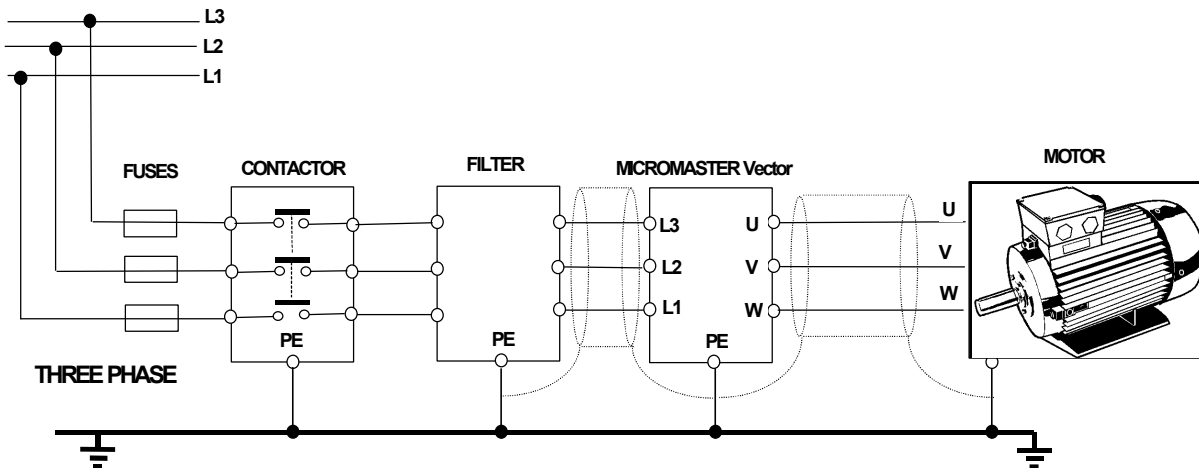 L3
L2
L1
FUSES
CONTACTOR
FILTER
MICROMASTER Vector
MOTOR
L3
U
U
L2
V
V
L1
W
W
PE
PE
PE
THREE PHASE